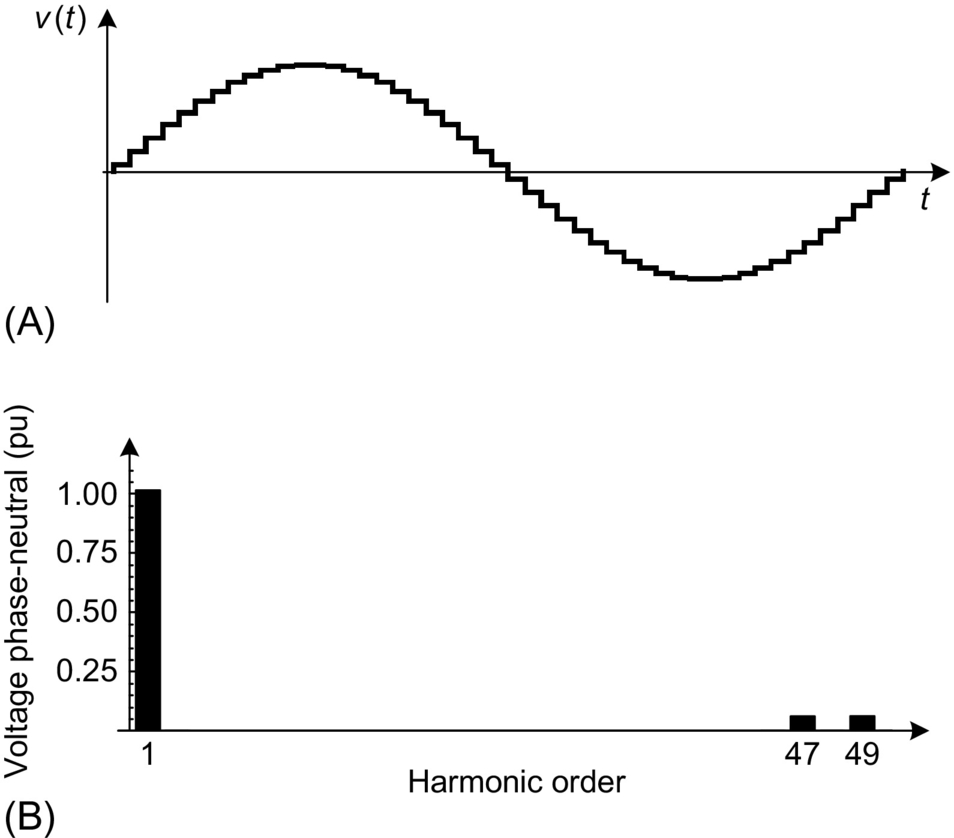 v(t)
t
(A)
Voltage phase-neutral (pu)
1.00
0.75
0.50
0.25
1 47 49
Harmonic order
(B)